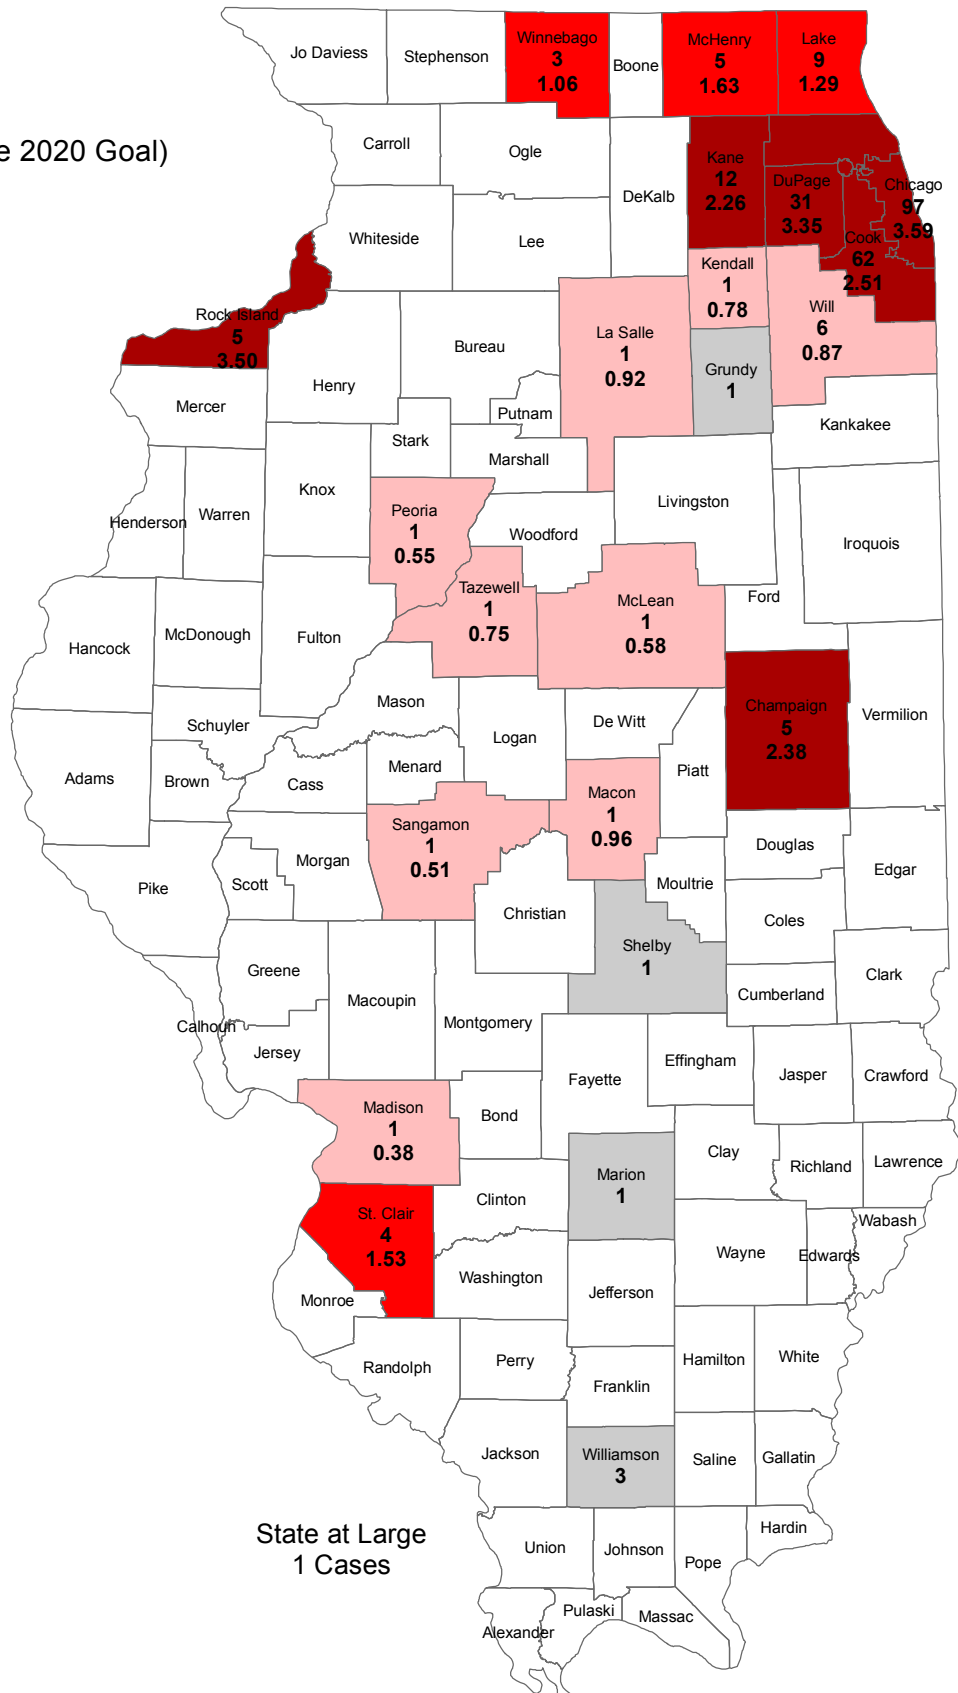 Jo Daviess
Stephenson
Winnebago
3
1.06
Boone
McHenry
5
1.63
Lake
9
1.29
e 2020 Goal)
Carroll
Ogle
DeKalb
Kane
12
2.26
DuPage
31
3.35
Chicago
97
3.59
Cook
62
2.51
Whiteside
Lee
Kendall
1
0.78
Will
6
0.87
Rock Island
5
3.50
Bureau
La Salle
1
0.92
Grundy
1
Henry
Mercer
Putnam
Kankakee
Stark
Marshall
Knox
Henderson
Warren
Peoria
1
0.55
Woodford
Livingston
Iroquois
Tazewell
1
0.75
McLean
1
0.58
Ford
Hancock
McDonough
Fulton
Mason
Schuyler
Logan
De Witt
Champaign
5
2.38
Vermilion
Adams
Brown
Cass
Menard
Piatt
Macon
1
0.96
Sangamon
1
0.51
Morgan
Scott
Pike
Christian
Moultrie
Douglas
Edgar
Coles
Shelby
1
Greene
Macoupin
Montgomery
Cumberland
Clark
Calhoun
Jersey
Fayette
Effingham
Jasper
Crawford
Madison
1
0.38
Bond
Clay
Richland
Lawrence
Marion
1
Clinton
St. Clair
4
1.53
Wabash
Wayne
Edwards
Washington
Jefferson
Monroe
Randolph
Perry
Hamilton
White
Franklin
Jackson
Williamson
3
Saline
Gallatin
State at Large
1 Cases
Union
Johnson
Pope
Hardin
Alexander
Pulaski
Massac